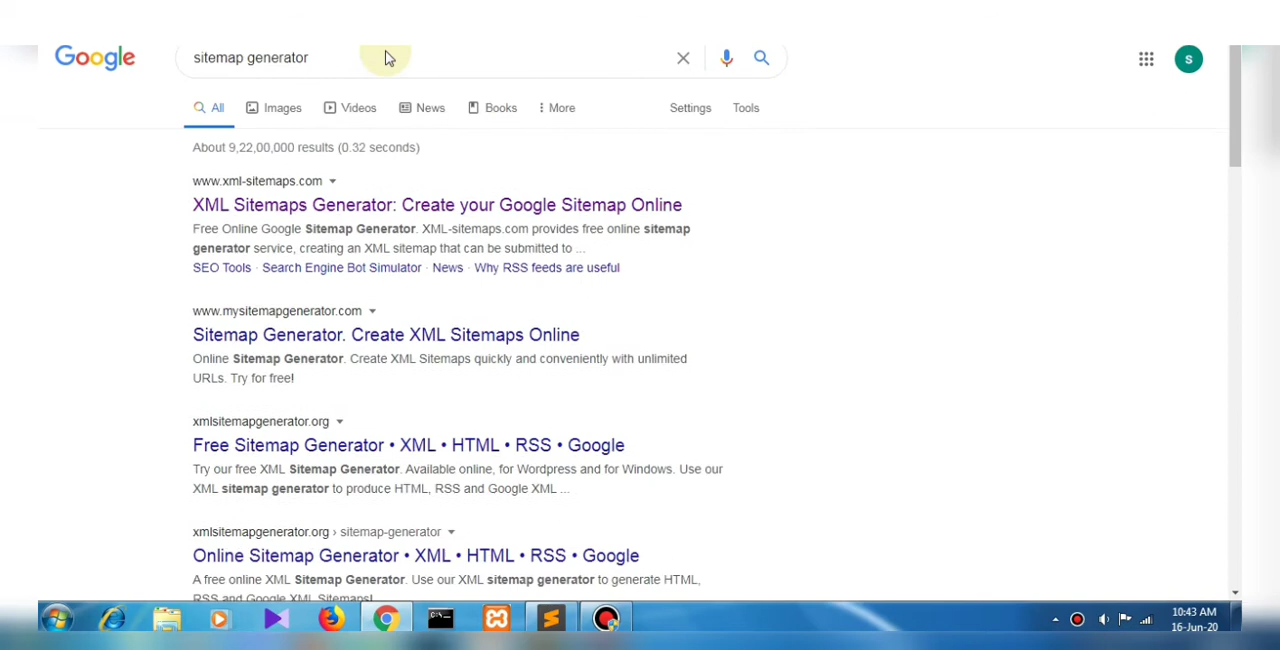 Google
sitemap generator
S
All
Images
Videos
News
Books
More
Settings
Tools
About 9,22,00,000 results (0.32 seconds)
www.xml-sitemaps.com
XML Sitemaps Generator: Create your Google Sitemap Online
Free Online Google Sitemap Generator. XML-sitemaps.com provides free online sitemap
generator service, creating an XML sitemap that can be submitted to ...
SEO Tools · Search Engine Bot Simulator · News · Why RSS feeds are useful
www.mysitemapgenerator.com
Sitemap Generator. Create XML Sitemaps Online
Online Sitemap Generator. Create XML Sitemaps quickly and conveniently with unlimited
URLs. Try for free!
xmlsitemapgenerator.org
Free Sitemap Generator • XML • HTML • RSS • Google
Try our free XML Sitemap Generator. Available online, for Wordpress and for Windows. Use our
XML sitemap generator to produce HTML, RSS and Google XML ...
xmlsitemapgenerator.org › sitemap-generator
Online Sitemap Generator • XML • HTML • RSS • Google
A free online XML Sitemap Generator. Use our XML sitemap generator to generate HTML,
RSS and Google XML Sitemaps!
10:43 AM
16-Jun-20